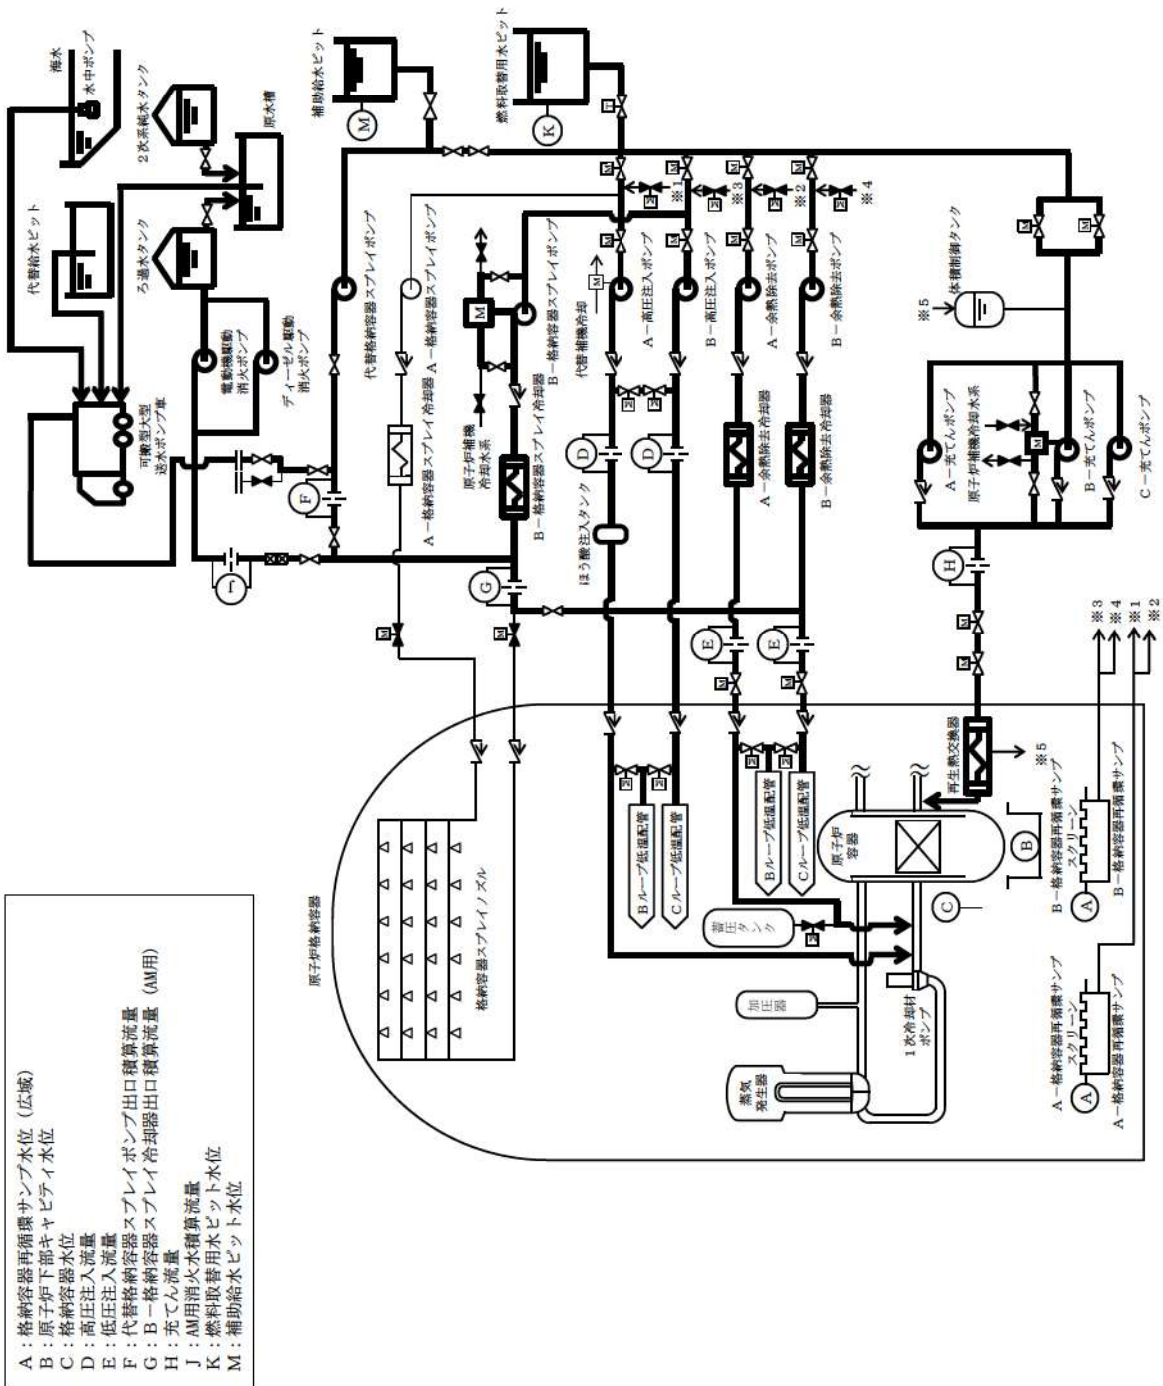 A：格納容器再循環サンプ水位（広域）
B：原子炉下部キャビティ水位
C：格納容器水位
D：高圧注入流量
E：低圧注入流量
F：代替格納容器スプレイポンプ出口積算流量
G：B－格納容器スプレイ冷却器出口積算流量（AM用）
H：充てん流量
J：AM用消火水積算流量
K：燃料取替用水ピット水位
M：補助給水ピット水位
海水
水中ポンプ
代替給水ピット
2次系純水タンク
ろ過水タンク
原水槽
可搬型大型
送水ポンプ車
電動機駆動
消火ポンプ
ディーゼル駆動
消火ポンプ
補助給水ピット
M
燃料取替用水ピット
K
代替格納容器スプレイポンプ
A－格納容器スプレイポンプ
A－格納容器スプレイ冷却器
B－格納容器スプレイポンプ
B－格納容器スプレイ冷却器
原子炉補機
冷却水系
代替補機冷却
A－高圧注入ポンプ
B－高圧注入ポンプ
A－余熱除去ポンプ
B－余熱除去ポンプ
A－余熱除去冷却器
B－余熱除去冷却器
ほう酸注入タンク
※1
※3
※2
※4
※5
体積制御タンク
A－充てんポンプ
原子炉補機冷却水系
B－充てんポンプ
C－充てんポンプ
J
F
G
D
D
E
E
H
原子炉格納容器
格納容器スプレイノズル
Bループ低温配管
Cループ低温配管
Bループ低温配管
Cループ低温配管
蓄圧タンク
加圧器
蒸気
発生器
1次冷却材
ポンプ
原子炉
容器
C
B
再生熱交換器
※5
A－格納容器再循環サンプ
スクリーン
A
A－格納容器再循環サンプ
B－格納容器再循環サンプ
スクリーン
A
B－格納容器再循環サンプ
※3
※4
※1
※2